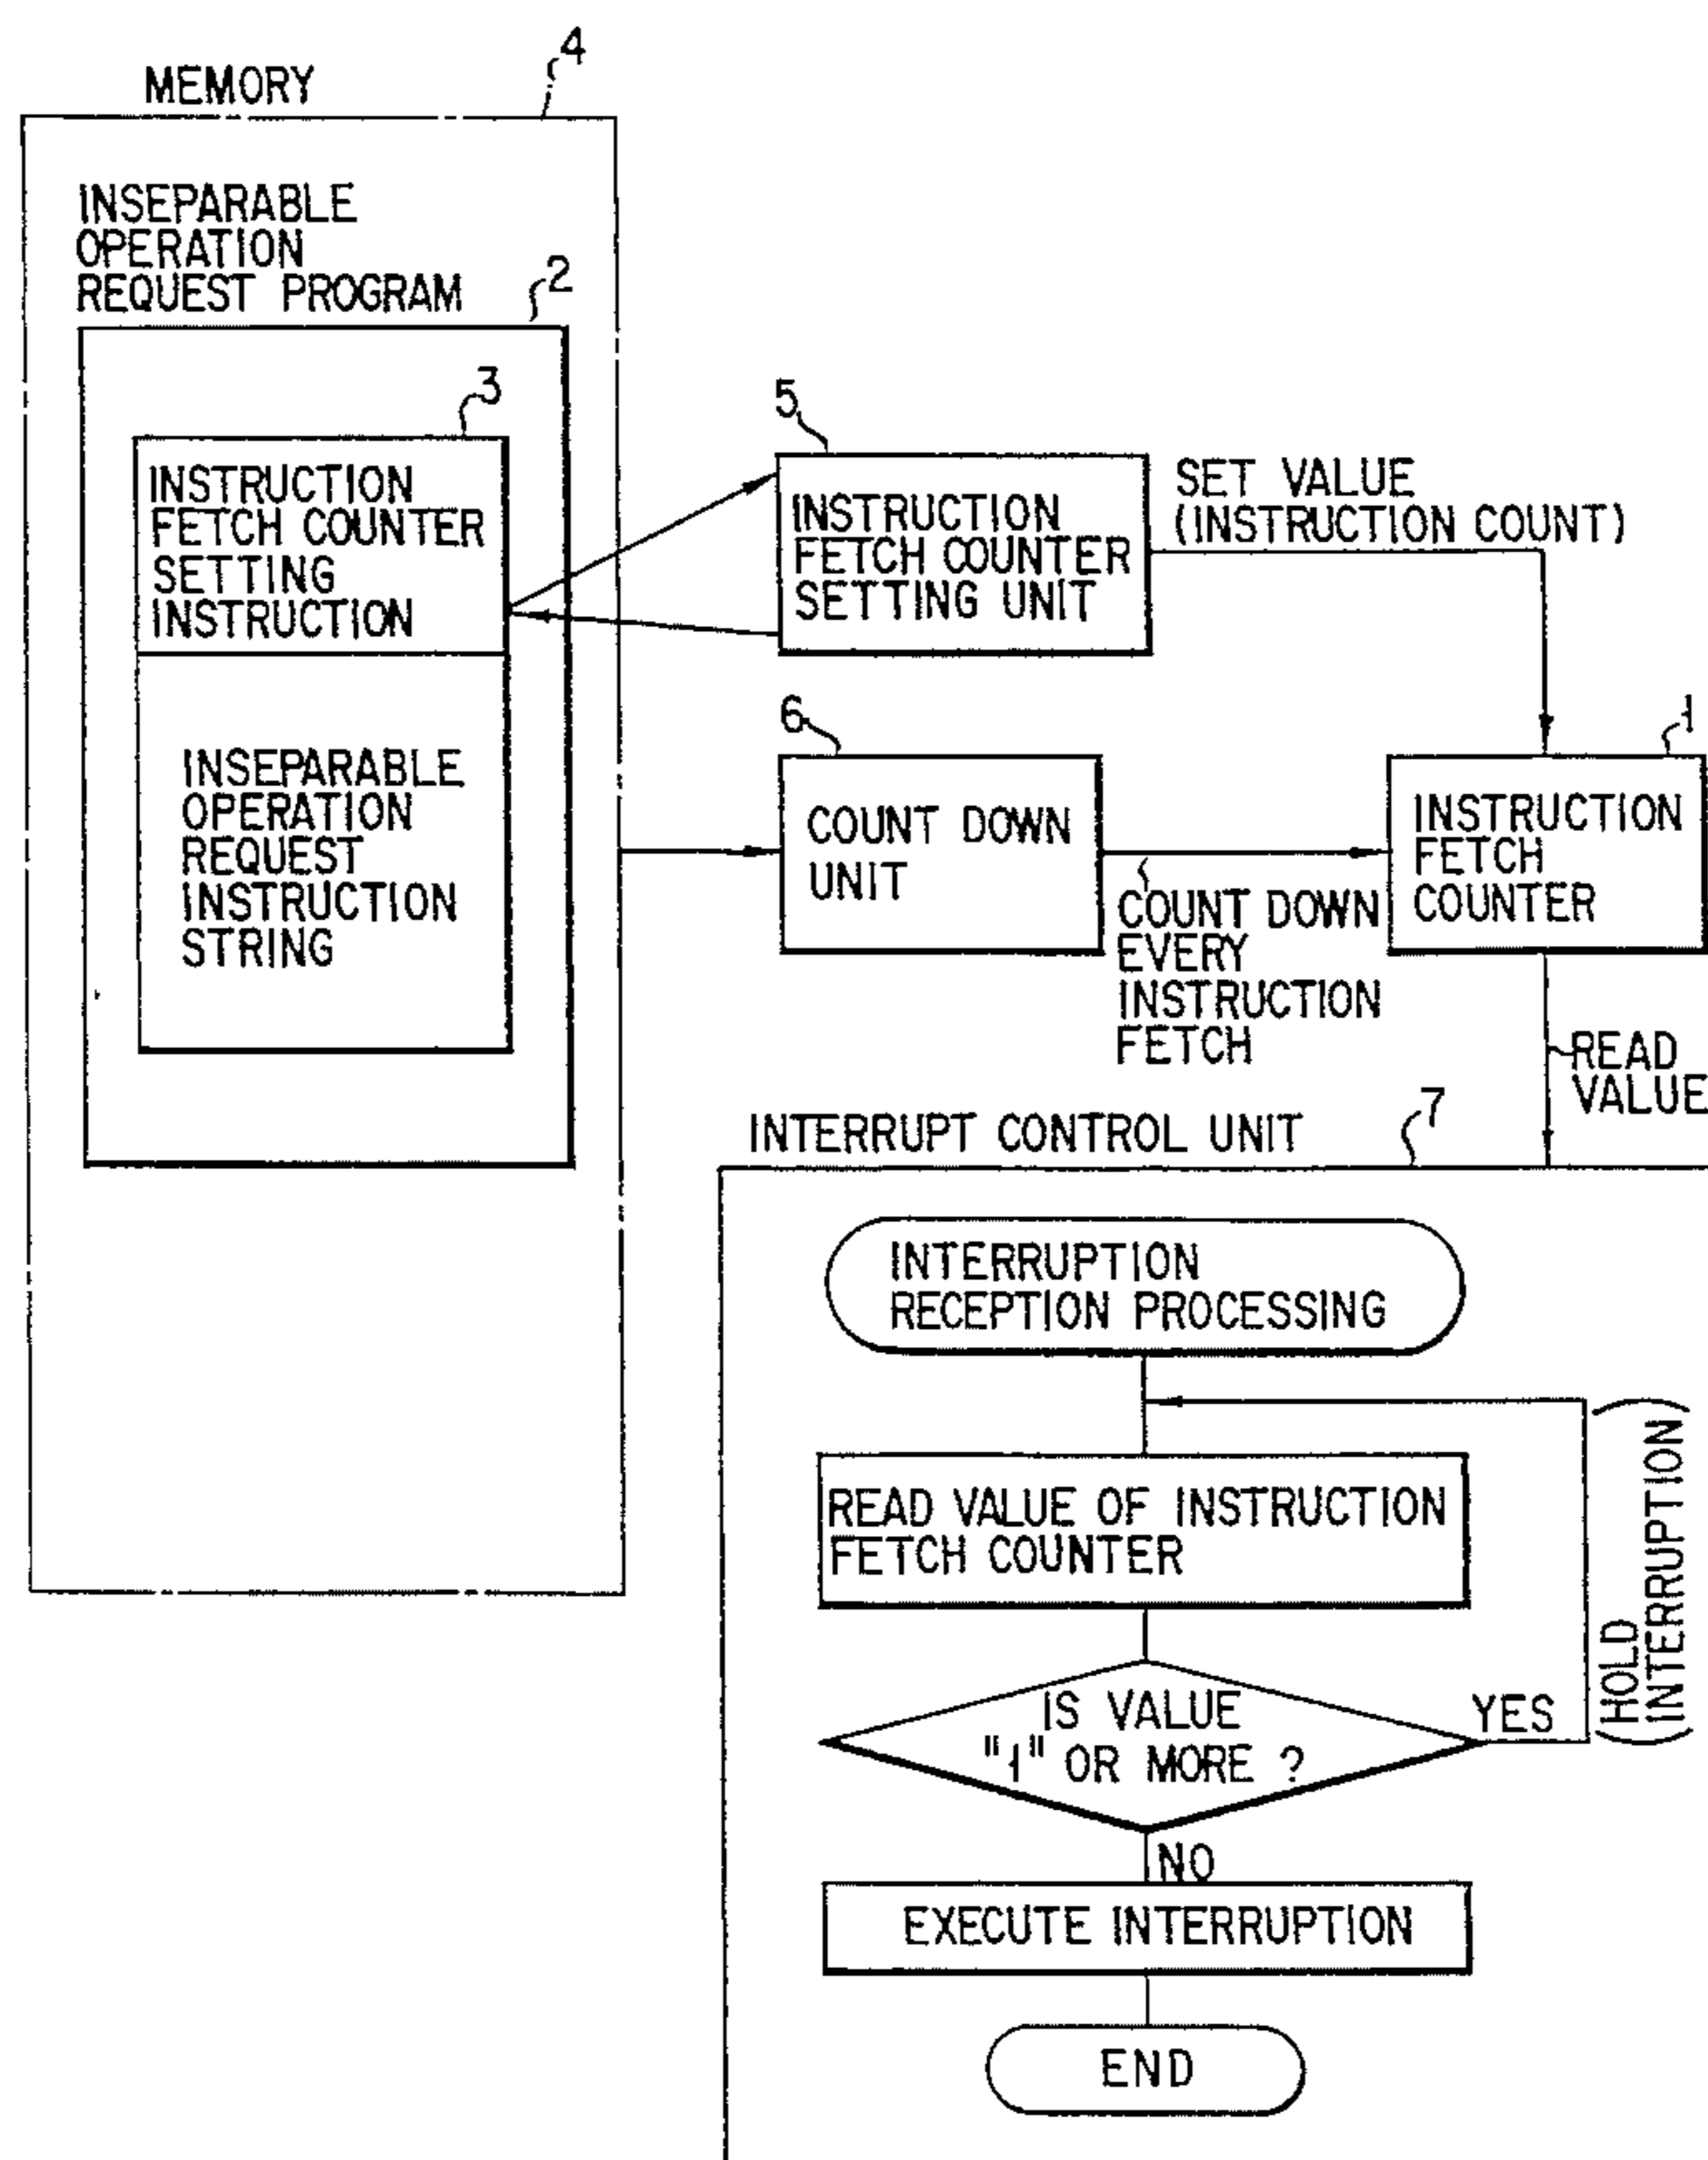 4
MEMORY
INSEPARABLE
OPERATION
REQUEST PROGRAM
2
3
INSTRUCTION
FETCH COUNTER
SETTING
INSTRUCTION
INSEPARABLE
OPERATION
REQUEST
INSTRUCTION
STRING
5
INSTRUCTION
FETCH COUNTER
SETTING UNIT
SET VALUE
(INSTRUCTION COUNT)
6
COUNT DOWN
UNIT
COUNT DOWN
EVERY
INSTRUCTION
FETCH
1
INSTRUCTION
FETCH
COUNTER
READ
VALUE
INTERRUPT CONTROL UNIT
7
INTERRUPTION
RECEPTION PROCESSING
READ VALUE OF INSTRUCTION
FETCH COUNTER
IS VALUE
"1" OR MORE ?
YES
(HOLD
INTERRUPTION)
NO
EXECUTE INTERRUPTION
END